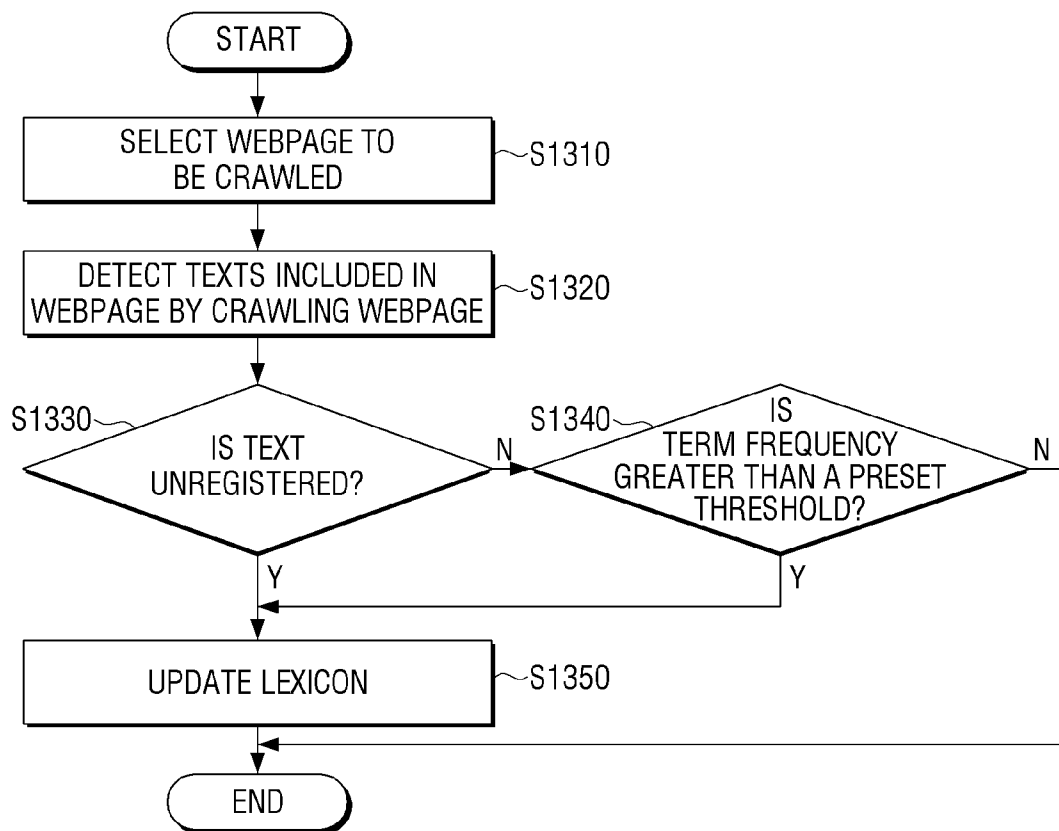 START
SELECT WEBPAGE TO
BE CRAWLED
S1310
DETECT TEXTS INCLUDED IN
WEBPAGE BY CRAWLING WEBPAGE
S1320
S1330
IS TEXT
UNREGISTERED?
N
Y
S1340
IS
TERM FREQUENCY
GREATER THAN A PRESET
THRESHOLD?
N
Y
UPDATE LEXICON
S1350
END